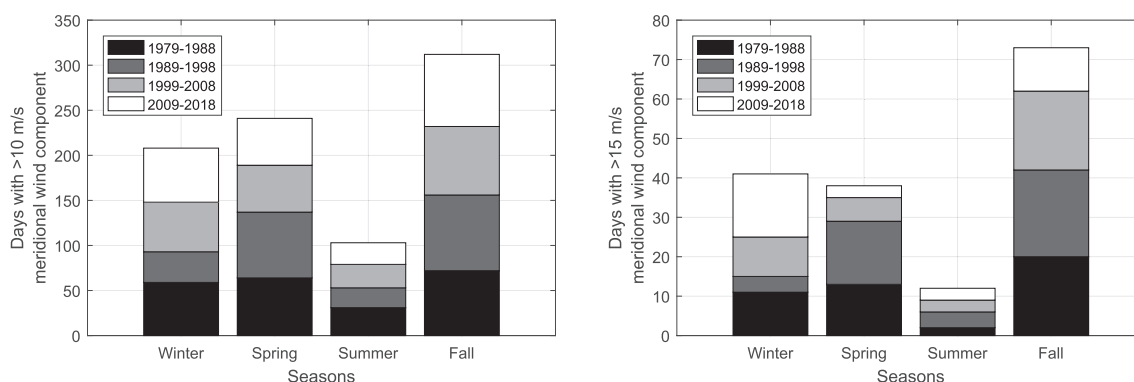 Days with >10 m/s
meridional wind component
350
300
250
200
150
100
50
0
1979-1988
1989-1998
1999-2008
2009-2018
Winter
Spring
Summer
Fall
Seasons
Days with >15 m/s
meridional wind component
80
70
60
50
40
30
20
10
0
1979-1988
1989-1998
1999-2008
2009-2018
Winter
Spring
Summer
Fall
Seasons